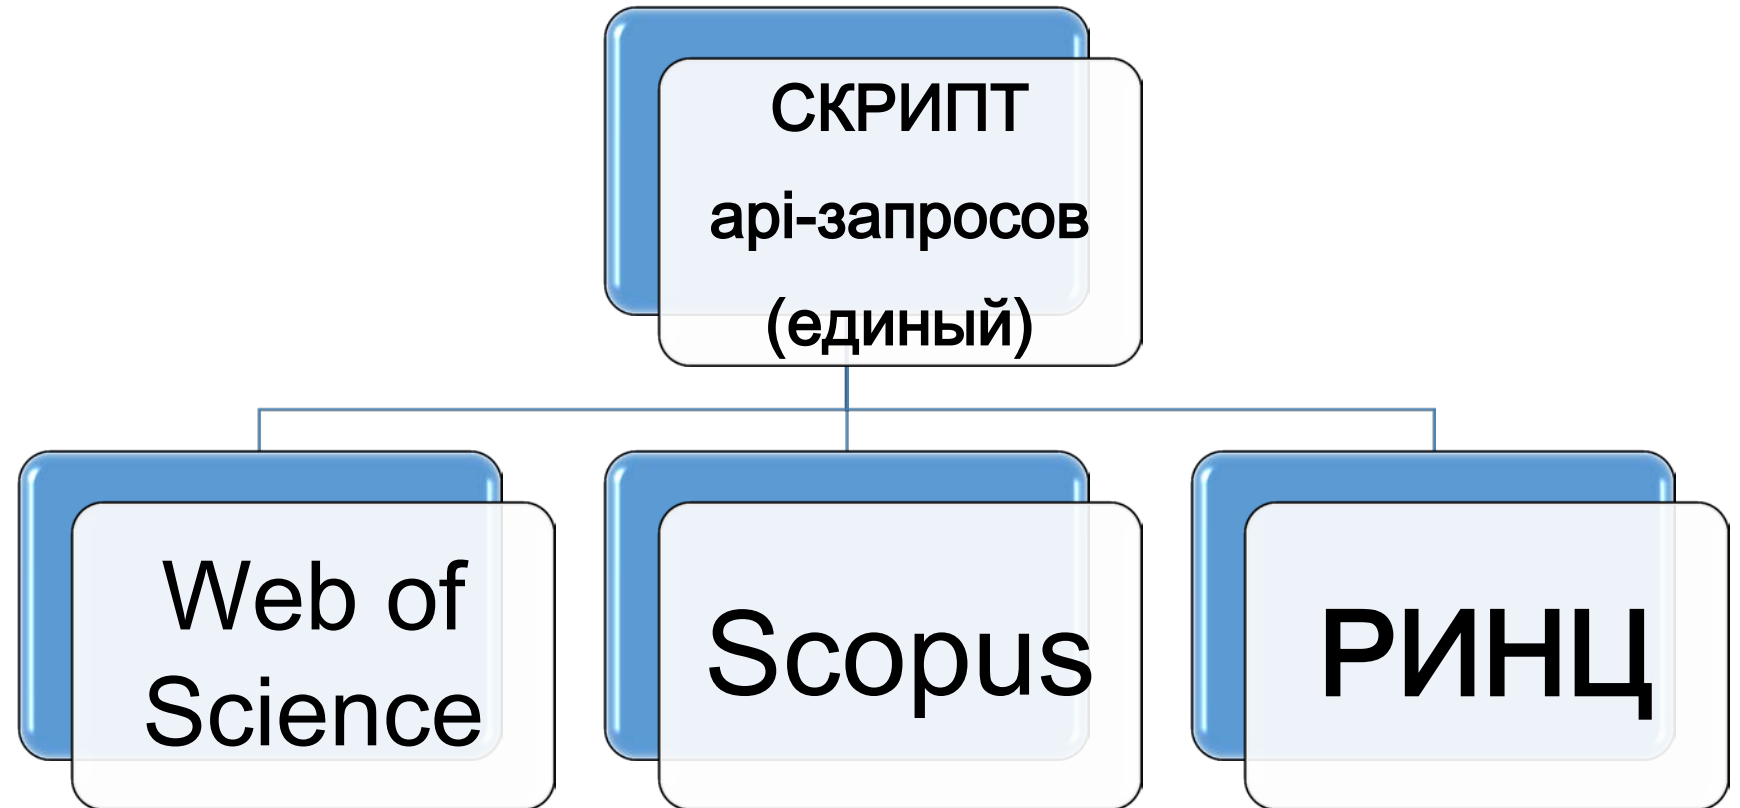 СКРИПТ
api-запросов
(единый)
Web of
Science
Scopus
РИНЦ